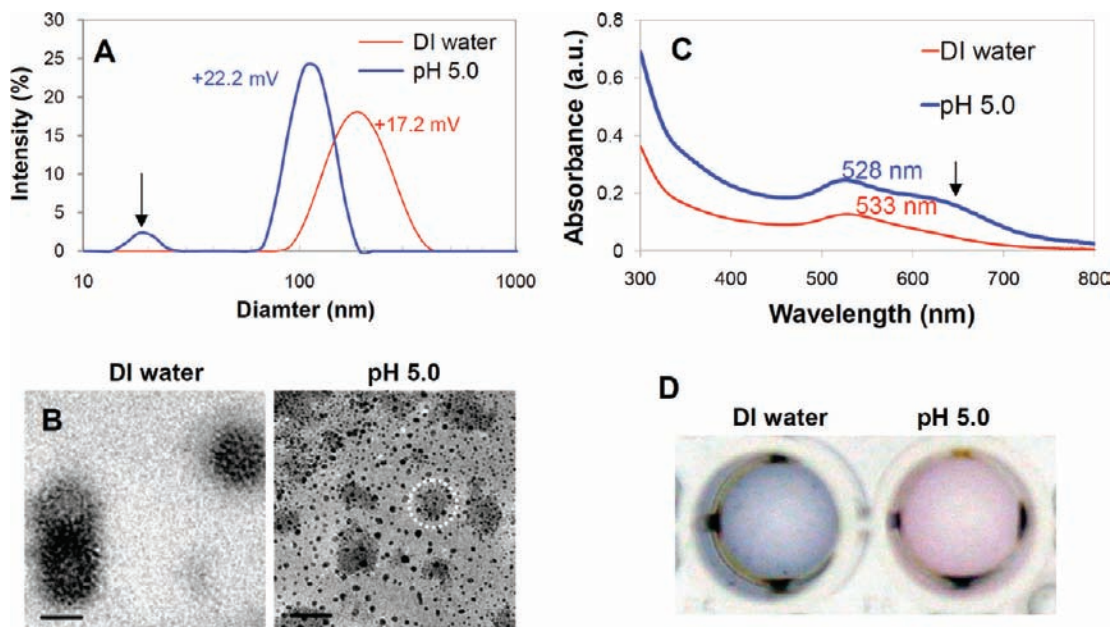 A
DI water
pH 5.0
+22.2 mV
+17.2 mV
Intensity (%)
30
25
20
15
10
5
0
10
100
1000
Diamter (nm)
C
DI water
pH 5.0
528 nm
533 nm
Absorbance (a.u.)
0.8
0.6
0.4
0.2
0
300
400
500
600
700
800
Wavelength (nm)
DI water
pH 5.0
B
D
DI water
pH 5.0